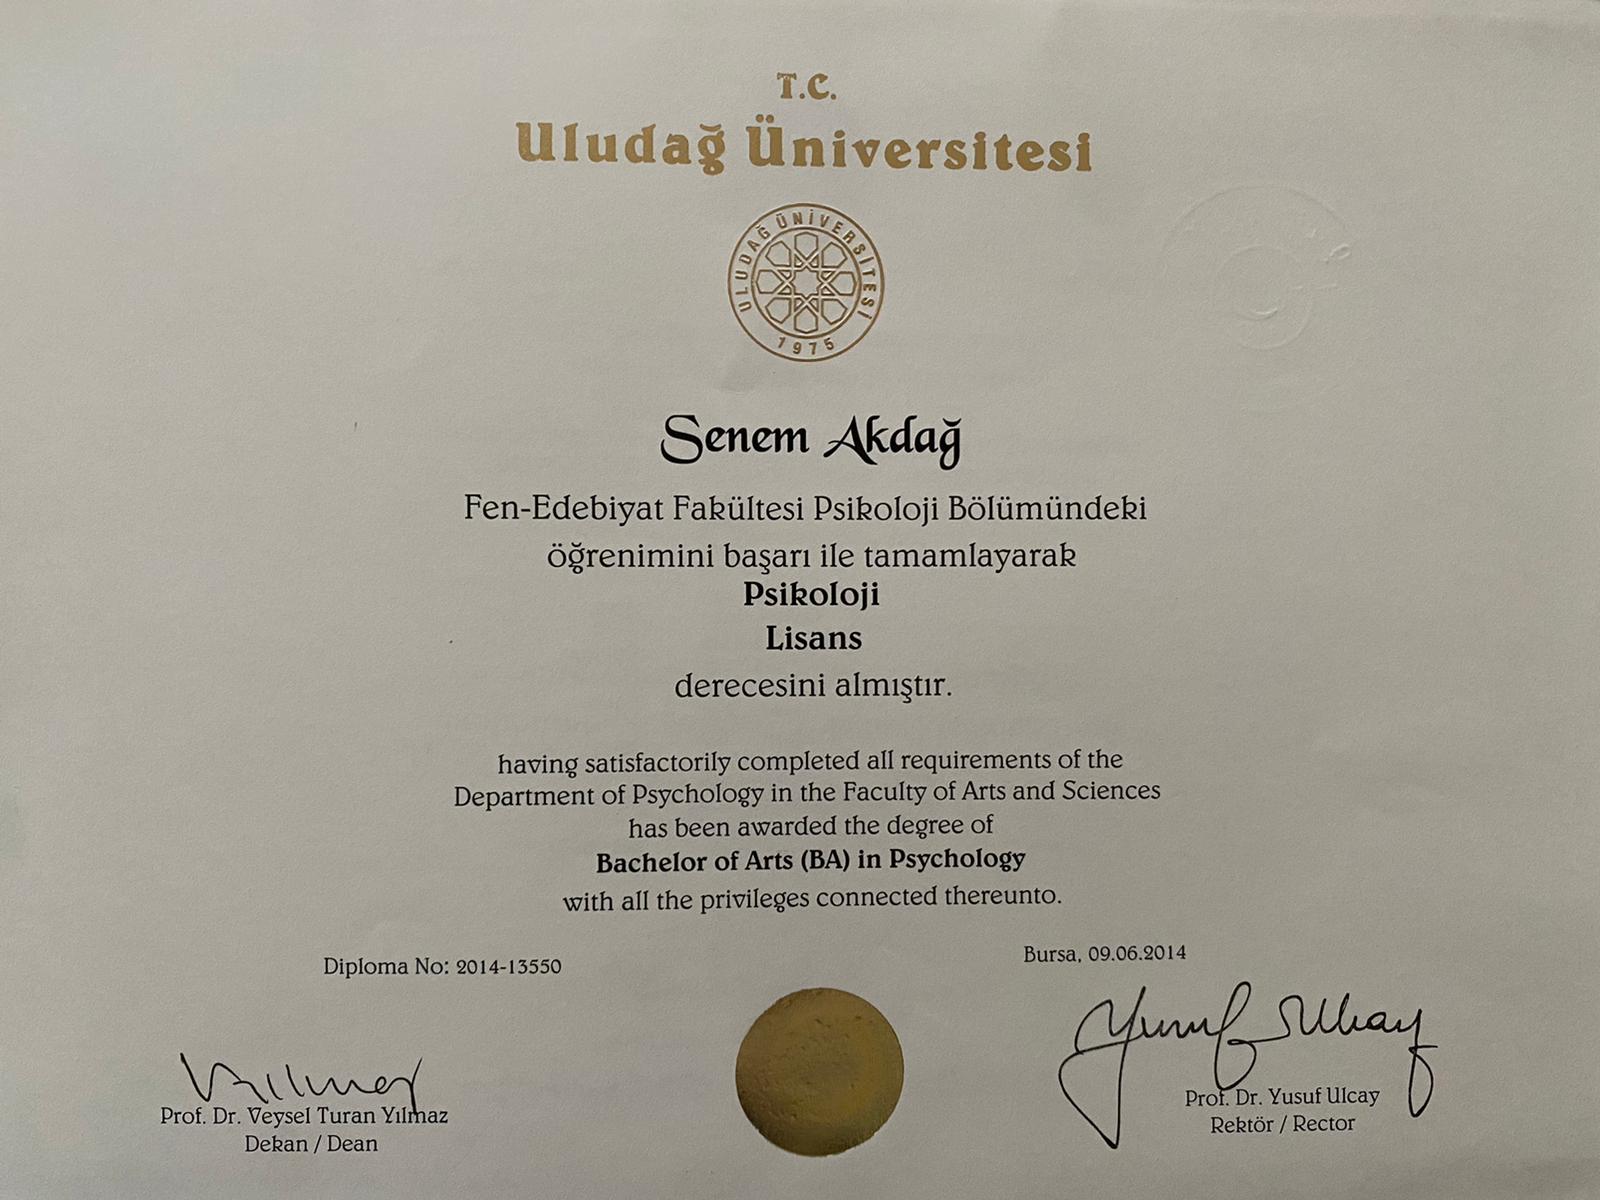 T.C.
Uludağ Üniversitesi
ULUDAĞ ÜNİVERSİTESİ
1975
Senem Akdağ
Fen-Edebiyat Fakültesi Psikoloji Bölümündeki
öğrenimini başarı ile tamamlayarak
Psikoloji
Lisans
derecesini almıştır.
having satisfactorily completed all requirements of the
Department of Psychology in the Faculty of Arts and Sciences
has been awarded the degree of
Bachelor of Arts (BA) in Psychology
with all the privileges connected thereunto.
Diploma No: 2014-13550
Bursa, 09.06.2014
Yılmaz
Yusuf Ulcay
Prof. Dr. Veysel Turan Yılmaz
Dekan / Dean
Prof. Dr. Yusuf Ulcay
Rektör / Rector